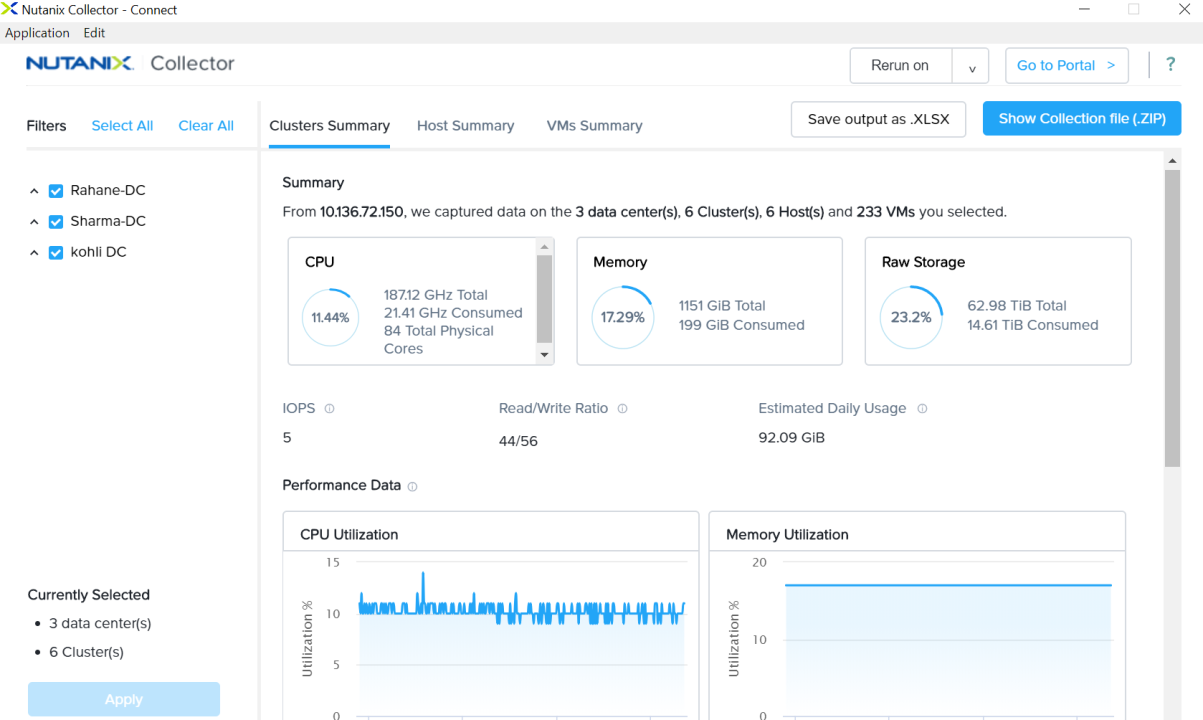 Nutanix Collector - Connect
Application Edit
NUTANIX Collector
Rerun on v
Go to Portal >
?
Filters Select All Clear All
Clusters Summary Host Summary VMs Summary
Save output as .XLSX
Show Collection file (.ZIP)
Rahane-DC
Sharma-DC
kohli DC
Summary
From 10.136.72.150, we captured data on the 3 data center(s), 6 Cluster(s), 6 Host(s) and 233 VMs you selected.
CPU
11.44%
187.12 GHz Total
21.41 GHz Consumed
84 Total Physical
Cores
Memory
17.29%
1151 GiB Total
199 GiB Consumed
Raw Storage
23.2%
62.98 TiB Total
14.61 TiB Consumed
IOPS
5
Read/Write Ratio
44/56
Estimated Daily Usage
92.09 GiB
Performance Data
CPU Utilization
Utilization %
15
10
5
0
Memory Utilization
Utilization %
20
10
0
Currently Selected
• 3 data center(s)
• 6 Cluster(s)
Apply